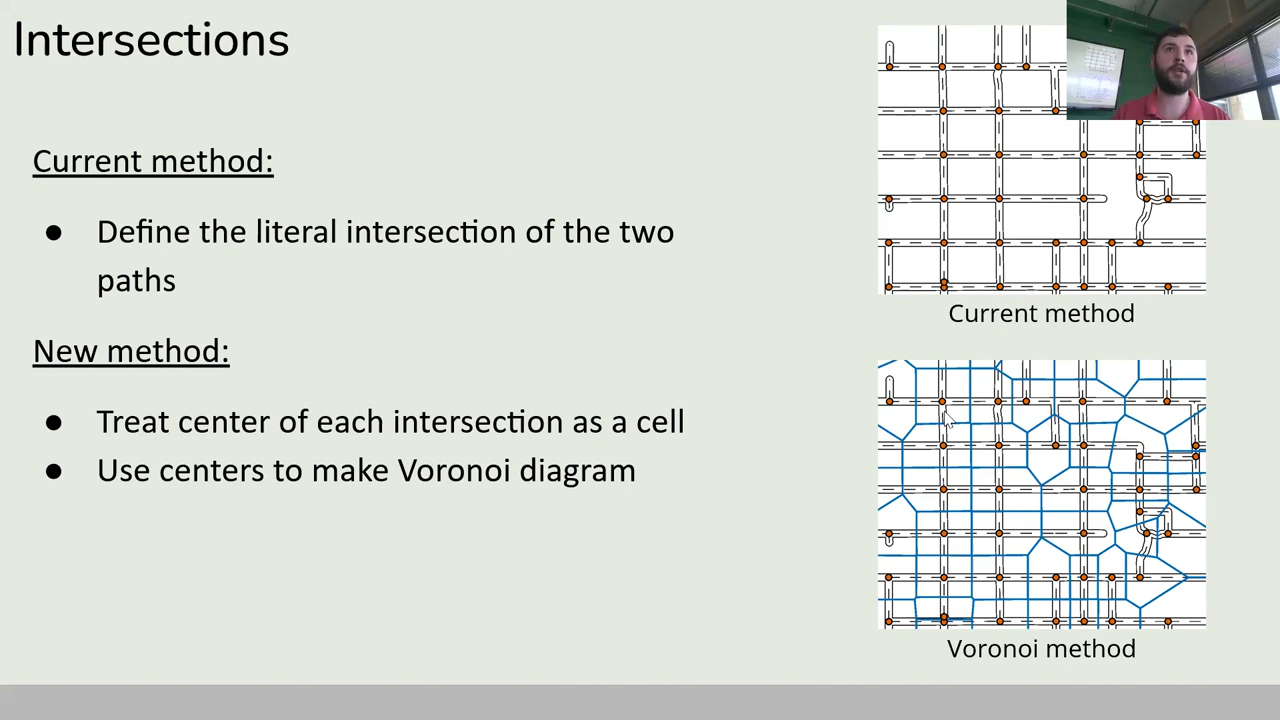 Intersections
Current method:
● Define the literal intersection of the two
paths
New method:
● Treat center of each intersection as a cell
● Use centers to make Voronoi diagram
Current method
Voronoi method